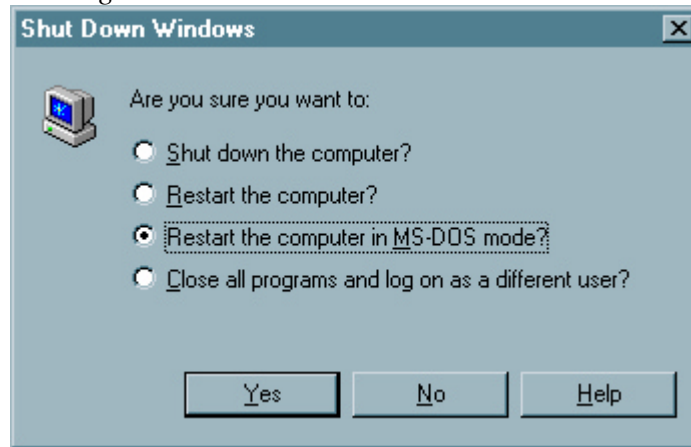 Shut Down Windows
Are you sure you want to:
Shut down the computer?
Restart the computer?
Restart the computer in MS-DOS mode?
Close all programs and log on as a different user?
Yes No Help